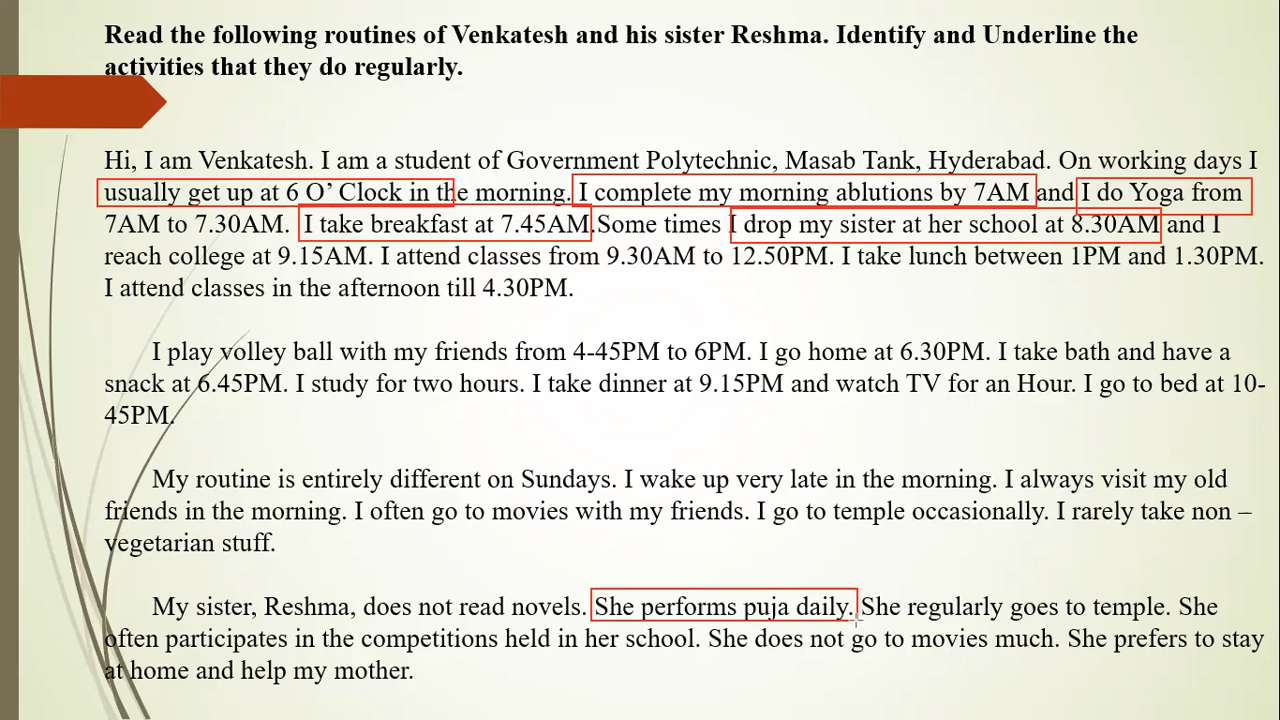 Read the following routines of Venkatesh and his sister Reshma. Identify and Underline the
activities that they do regularly.
Hi, I am Venkatesh. I am a student of Government Polytechnic, Masab Tank, Hyderabad. On working days I
usually get up at 6 O’ Clock in the morning. I complete my morning ablutions by 7AM and I do Yoga from
7AM to 7.30AM. I take breakfast at 7.45AM.Some times I drop my sister at her school at 8.30AM and I
reach college at 9.15AM. I attend classes from 9.30AM to 12.50PM. I take lunch between 1PM and 1.30PM.
I attend classes in the afternoon till 4.30PM.
I play volley ball with my friends from 4-45PM to 6PM. I go home at 6.30PM. I take bath and have a
snack at 6.45PM. I study for two hours. I take dinner at 9.15PM and watch TV for an Hour. I go to bed at 10-
45PM.
My routine is entirely different on Sundays. I wake up very late in the morning. I always visit my old
friends in the morning. I often go to movies with my friends. I go to temple occasionally. I rarely take non –
vegetarian stuff.
My sister, Reshma, does not read novels. She performs puja daily. She regularly goes to temple. She
often participates in the competitions held in her school. She does not go to movies much. She prefers to stay
at home and help my mother.